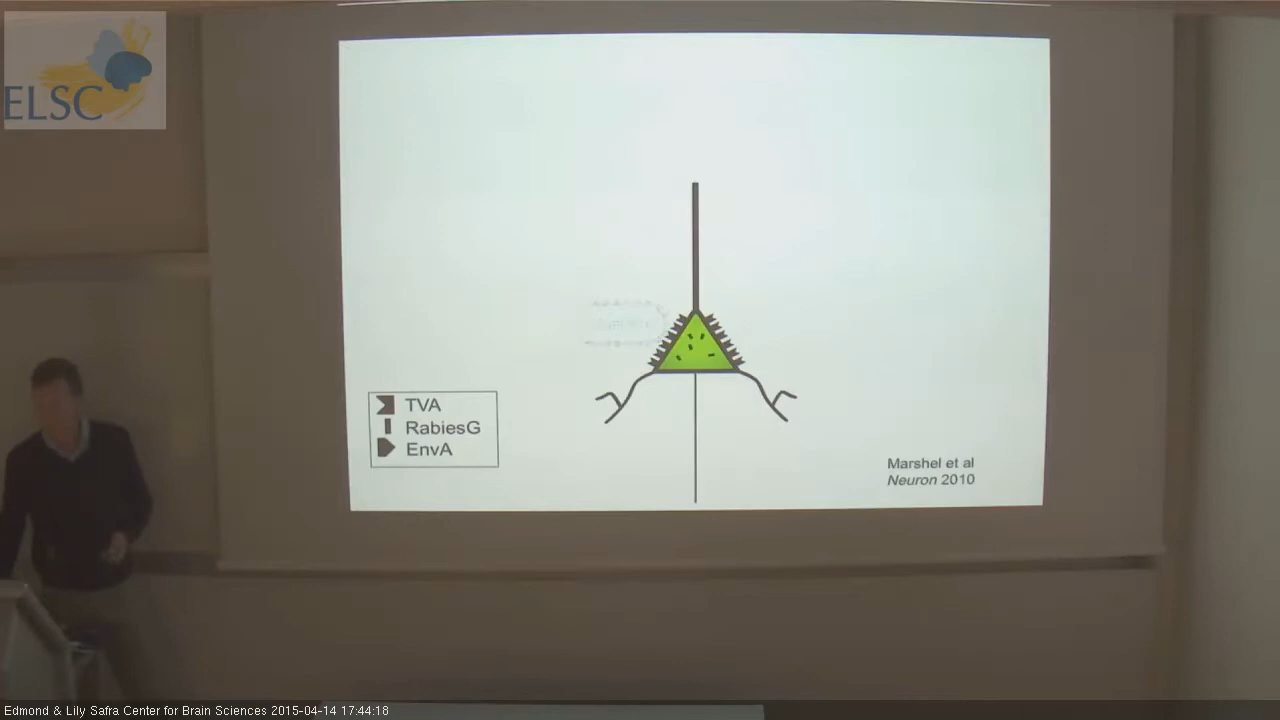 ELSC
TVA
RabiesG
EnvA
Marshel et al
Neuron 2010
Edmond & Lily Safra Center for Brain Sciences 2015-04-14 17:44:18